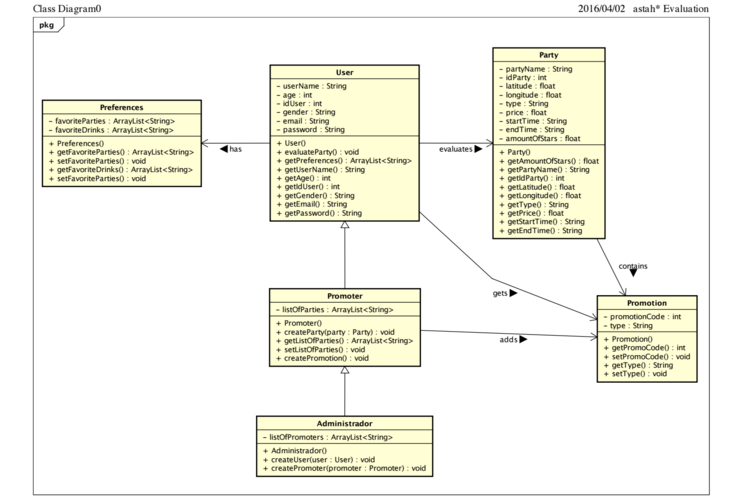 Class Diagram0
2016/04/02 astah* Evaluation
pkg
Preferences
- favoriteParties : ArrayList<String>
- favoriteDrinks : ArrayList<String>
+ Preferences()
+ getFavoriteParties() : ArrayList<String>
+ setFavoriteParties() : void
+ getFavoriteDrinks() : ArrayList<String>
+ setFavoriteParties() : void
has
User
- userName : String
- age : int
- idUser : int
- gender : String
- email : String
- password : String
+ User()
+ evaluateParty() : void
+ getPreferences() : ArrayList<String>
+ getUserName() : String
+ getAge() : int
+ getIdUser() : int
+ getGender() : String
+ getEmail() : String
+ getPassword() : String
evaluates
Party
- partyName : String
- idParty : int
- latitude : float
- longitude : float
- type : String
- price : float
- startTime : String
- endTime : String
- amountOfStars : float
+ Party()
+ getAmountOfStars() : float
+ getPartyName() : String
+ getIdParty() : int
+ getLatitude() : float
+ getLongitude() : float
+ getType() : String
+ getPrice() : float
+ getStartTime() : String
+ getEndTime() : String
contains
gets
adds
Promoter
- listOfParties : ArrayList<String>
+ Promoter()
+ createParty(party : Party) : void
+ getListOfParties() : ArrayList<String>
+ setListOfParties() : void
+ createPromotion() : void
Promotion
- promotionCode : int
- type : String
+ Promotion()
+ getPromoCode() : int
+ setPromoCode() : void
+ getType() : String
+ setType() : void
Administrador
- listOfPromoters : ArrayList<String>
+ Administrador()
+ createUser(user : User) : void
+ createPromoter(promoter : Promoter) : void